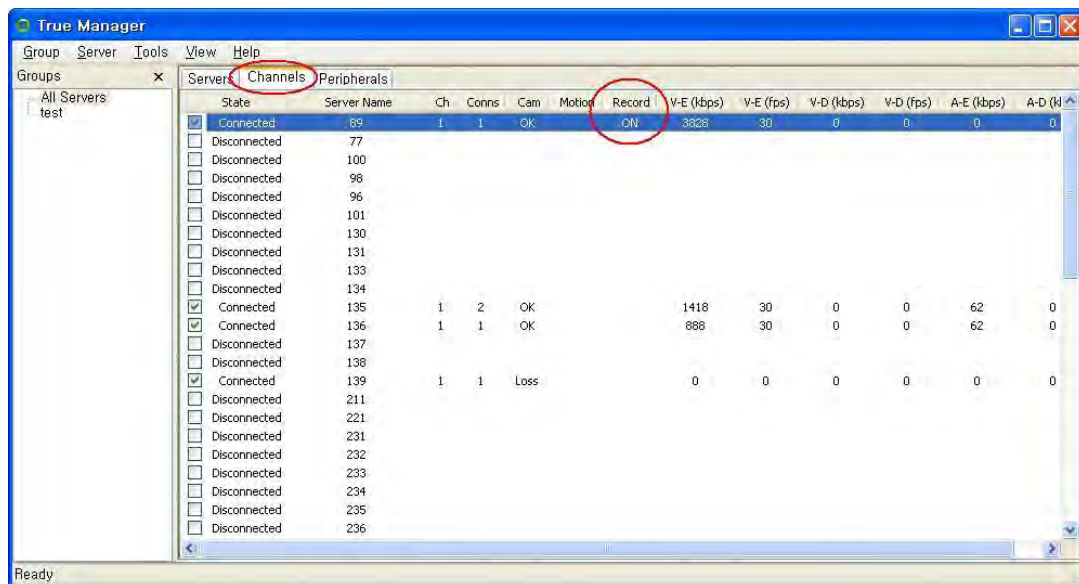 True Manager
Group Server Tools View Help
Groups x
All Servers
test
Servers Channels Peripherals
State Server Name Ch Conns Cam Motion Record V-E (kbps) V-E (fps) V-D (kbps) V-D (fps) A-E (kbps) A-D (k
Connected 89 1 1 OK ON 3828 30 0 0 0 0
Disconnected 77
Disconnected 100
Disconnected 98
Disconnected 96
Disconnected 101
Disconnected 130
Disconnected 131
Disconnected 133
Disconnected 134
Connected 135 1 2 OK 1418 30 0 0 62 0
Connected 136 1 1 OK 888 30 0 0 62 0
Disconnected 137
Disconnected 138
Connected 139 1 1 Loss 0 0 0 0 0 0
Disconnected 211
Disconnected 221
Disconnected 231
Disconnected 232
Disconnected 233
Disconnected 234
Disconnected 235
Disconnected 236
Ready